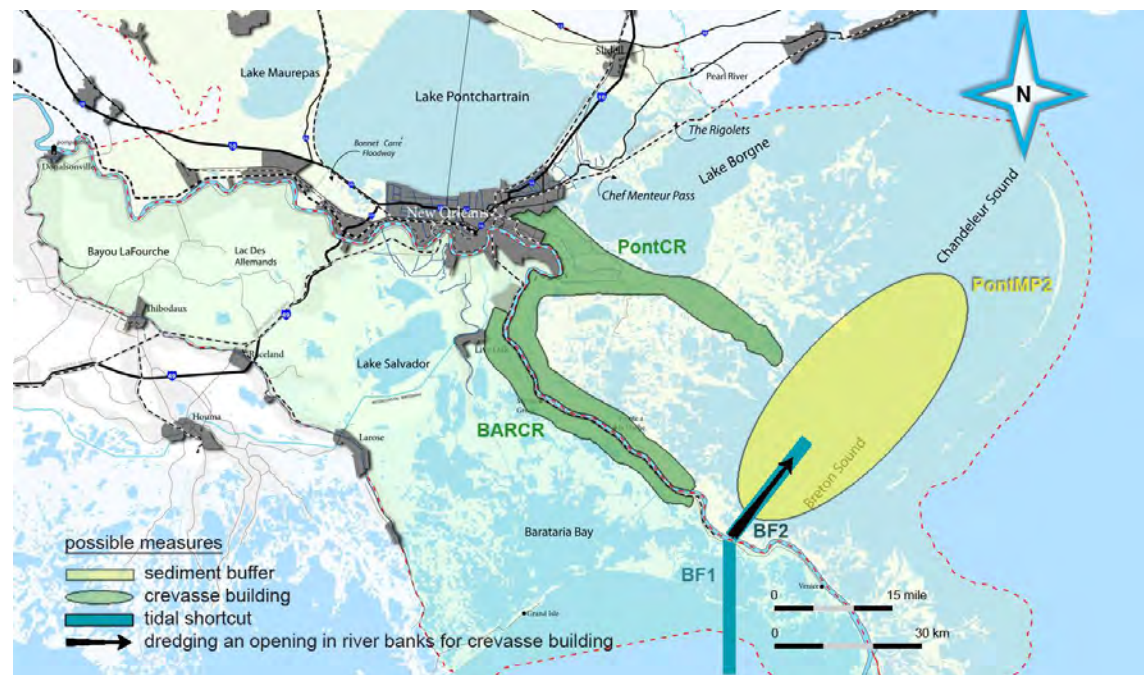 Slidell
Lake Maurepas
Pearl River
Lake Pontchartrain
N
The Rigolets
Bonnet Carré
Floodway
Lake Borgne
10
Donalsonville
Chef Menteur Pass
New Orleans
Chandeleur Sound
PontCR
Bayou LaFourche
Lac Des
Allemands
PontMP2
Thibodaux
49
Raceland
Lake Salvador
Houma
BARCR
Larose
Breton Sound
Barataria Bay
BF2
possible measures
BF1
sediment buffer
Venice
crevasse building
0 15 mile
tidal shortcut
Grand Isle
dredging an opening in river banks for crevasse building
0 30 km